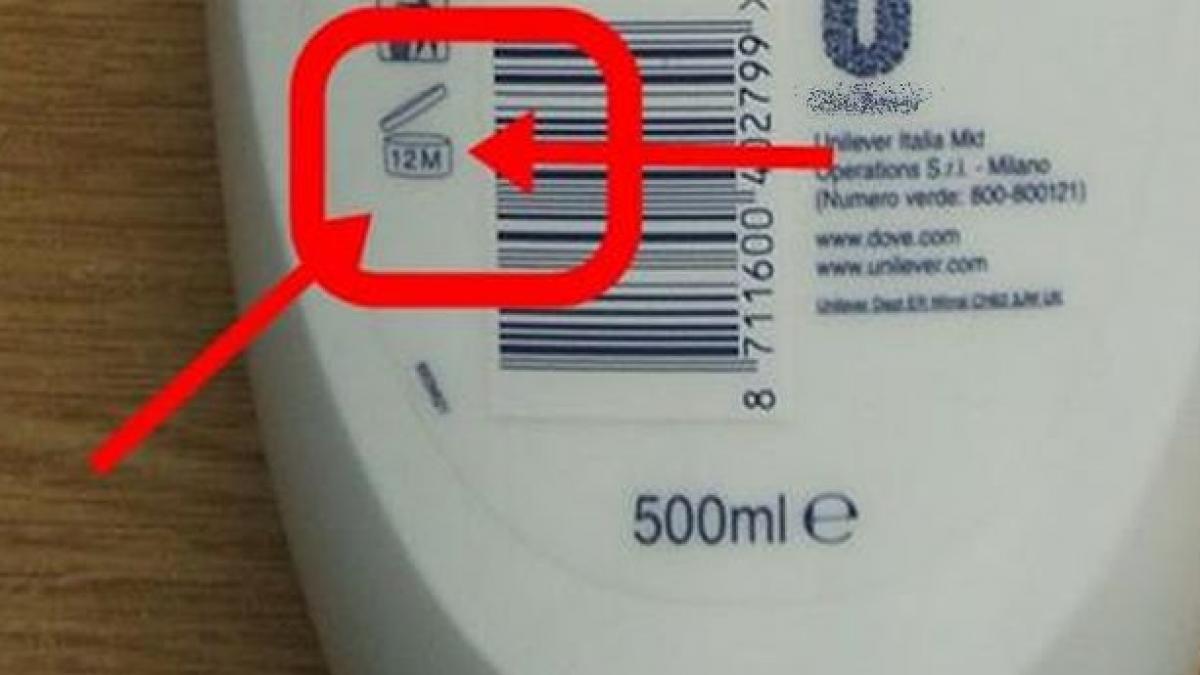 12M
8 711600 402799
Unilever Italia Mkt
Operations S.r.l. - Milano
(Numero verde: 800-800121)
www.dove.com
www.unilever.com
500ml ℮